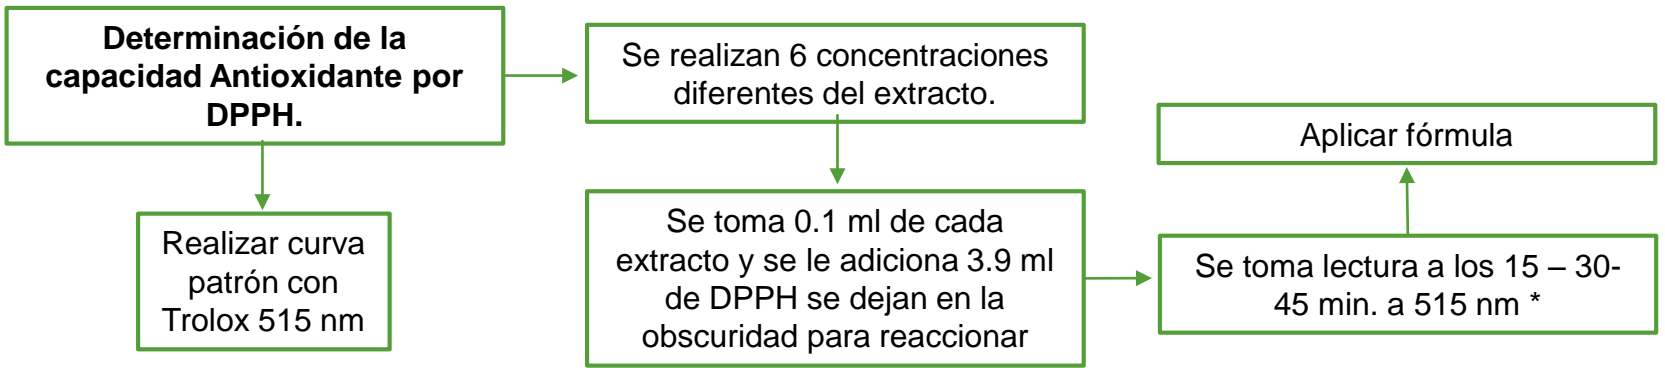 Determinación de la
capacidad Antioxidante por
DPPH.
Realizar curva
patrón con
Trolox 515 nm
Se realizan 6 concentraciones
diferentes del extracto.
Se toma 0.1 ml de cada
extracto y se le adiciona 3.9 ml
de DPPH se dejan en la
obscuridad para reaccionar
Se toma lectura a los 15 – 30-
45 min. a 515 nm *
Aplicar fórmula